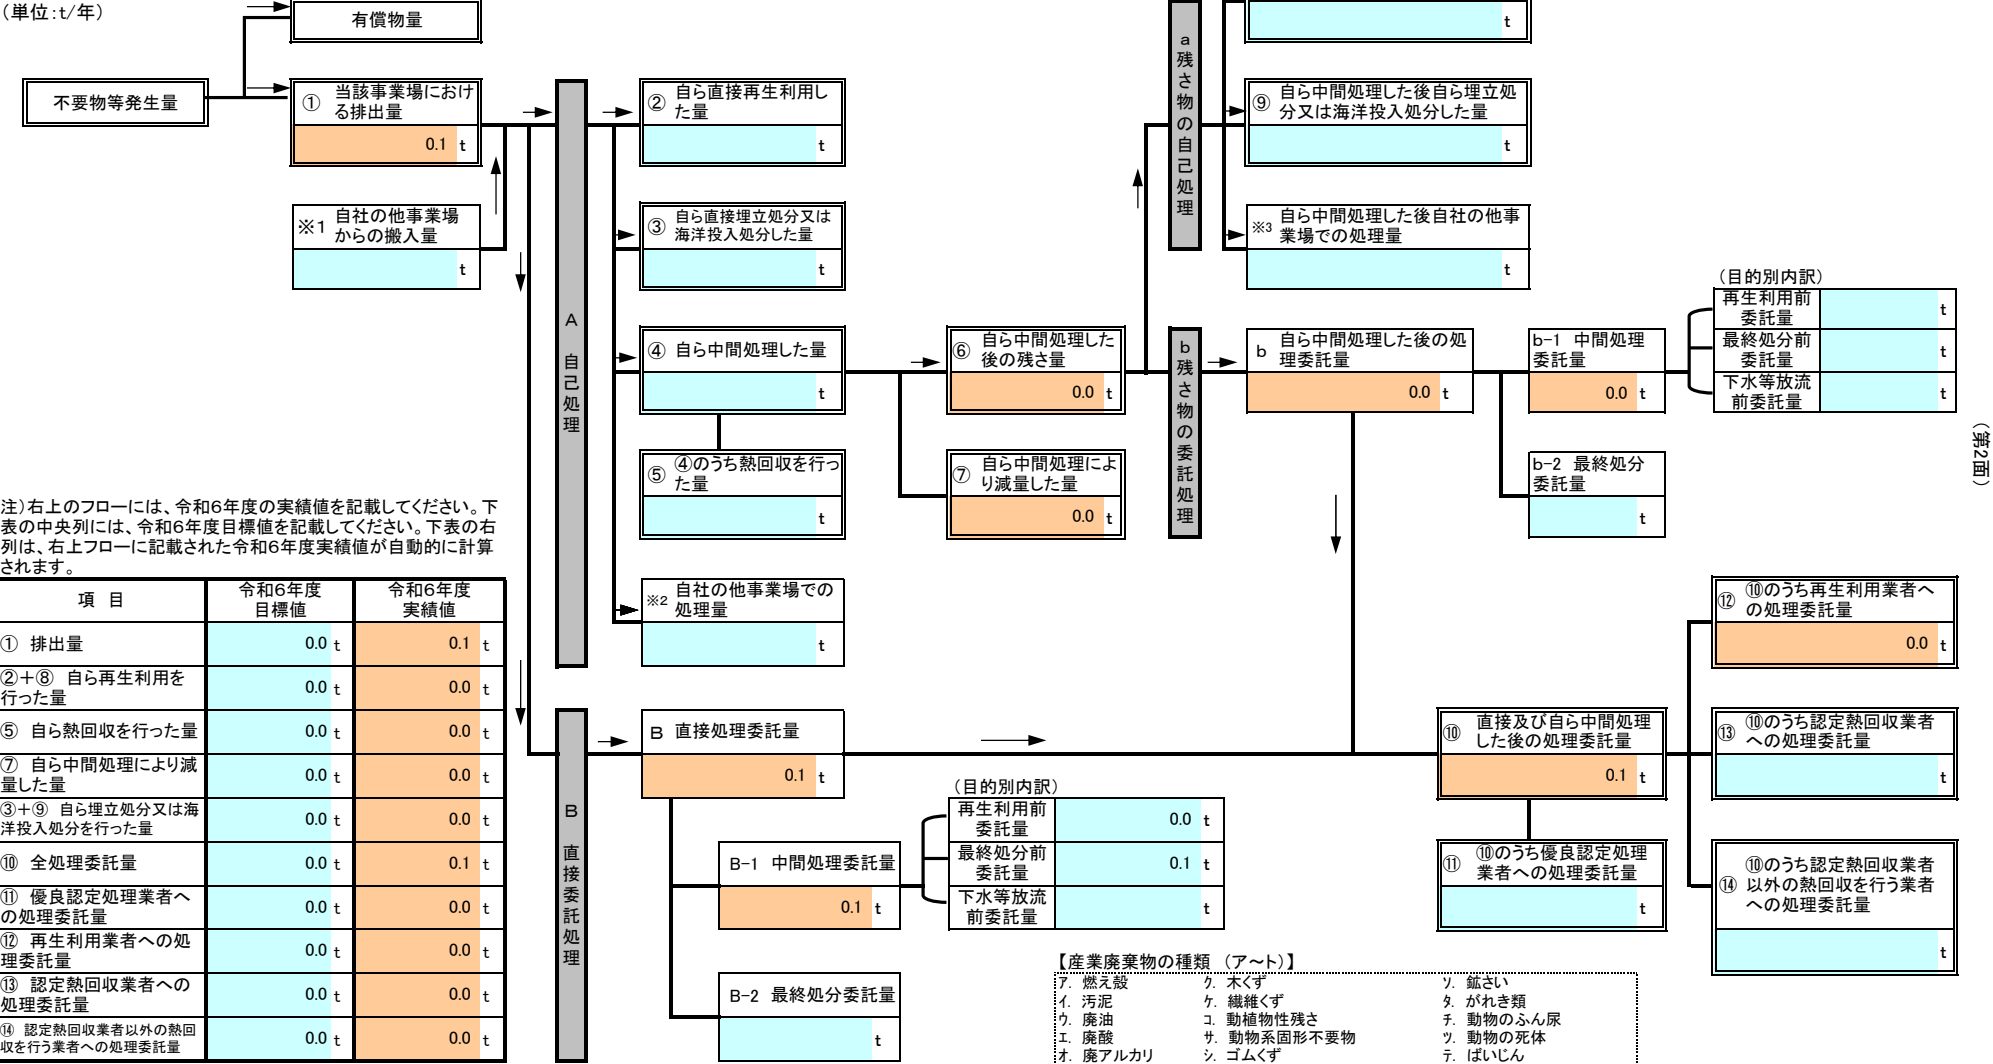 （単位：t/年）
有償物量
不要物等発生量
① 当該事業場におけ
る排出量
0.1 t
※1 自社の他事業場
からの搬入量
t
A 自己処理
② 自ら直接再生利用し
た量
t
③ 自ら直接埋立処分又は
海洋投入処分した量
t
④ 自ら中間処理した量
t
⑤ ④のうち熱回収を行っ
た量
t
※2 自社の他事業場での
処理量
t
⑥ 自ら中間処理した
後の残さ量
0.0 t
⑦ 自ら中間処理によ
り減量した量
0.0 t
a残さ物の自己処理
t
⑨ 自ら中間処理した後自ら埋立処
分又は海洋投入処分した量
t
※3 自ら中間処理した後自社の他事
業場での処理量
t
b残さ物の委託処理
b 自ら中間処理した後の処
理委託量
0.0 t
b-1 中間処理
委託量
0.0 t
b-2 最終処分
委託量
t
（目的別内訳）
再生利用前
委託量 t
最終処分前
委託量 t
下水等放流
前委託量 t
（第2面）
注）右上のフローには、令和6年度の実績値を記載してください。下
表の中央列には、令和6年度目標値を記載してください。下表の右
列は、右上フローに記載された令和6年度実績値が自動的に計算
されます。
項 目 令和6年度
目標値 令和6年度
実績値
① 排出量 0.0 t 0.1 t
②＋⑧ 自ら再生利用を
行った量 0.0 t 0.0 t
⑤ 自ら熱回収を行った量 0.0 t 0.0 t
⑦ 自ら中間処理により減
量した量 0.0 t 0.0 t
③＋⑨ 自ら埋立処分又は海
洋投入処分を行った量 0.0 t 0.0 t
⑩ 全処理委託量 0.0 t 0.1 t
⑪ 優良認定処理業者へ
の処理委託量 0.0 t 0.0 t
⑫ 再生利用業者への処
理委託量 0.0 t 0.0 t
⑬ 認定熱回収業者への
処理委託量 0.0 t 0.0 t
⑭ 認定熱回収業者以外の熱回
収を行う業者への処理委託量 0.0 t 0.0 t
B 直接委託処理
B 直接処理委託量
0.1 t
B-1 中間処理委託量
0.1 t
B-2 最終処分委託量
t
（目的別内訳）
再生利用前
委託量 0.0 t
最終処分前
委託量 0.1 t
下水等放流
前委託量 t
⑩ 直接及び自ら中間処理
した後の処理委託量
0.1 t
⑪ ⑩のうち優良認定処理
業者への処理委託量
t
⑫ ⑩のうち再生利用業者へ
の処理委託量
0.0 t
⑬ ⑩のうち認定熱回収業者
への処理委託量
t
⑭ ⑩のうち認定熱回収業者
以外の熱回収を行う業者
への処理委託量
t
【産業廃棄物の種類 （ア～ト）】
ア. 燃え殻 ク. 木くず ソ. 鉱さい
イ. 汚泥 ケ. 繊維くず タ. がれき類
ウ. 廃油 コ. 動植物性残さ チ. 動物のふん尿
エ. 廃酸 サ. 動物系固形不要物 ツ. 動物の死体
オ. 廃アルカリ シ. ゴムくず テ. ばいじん